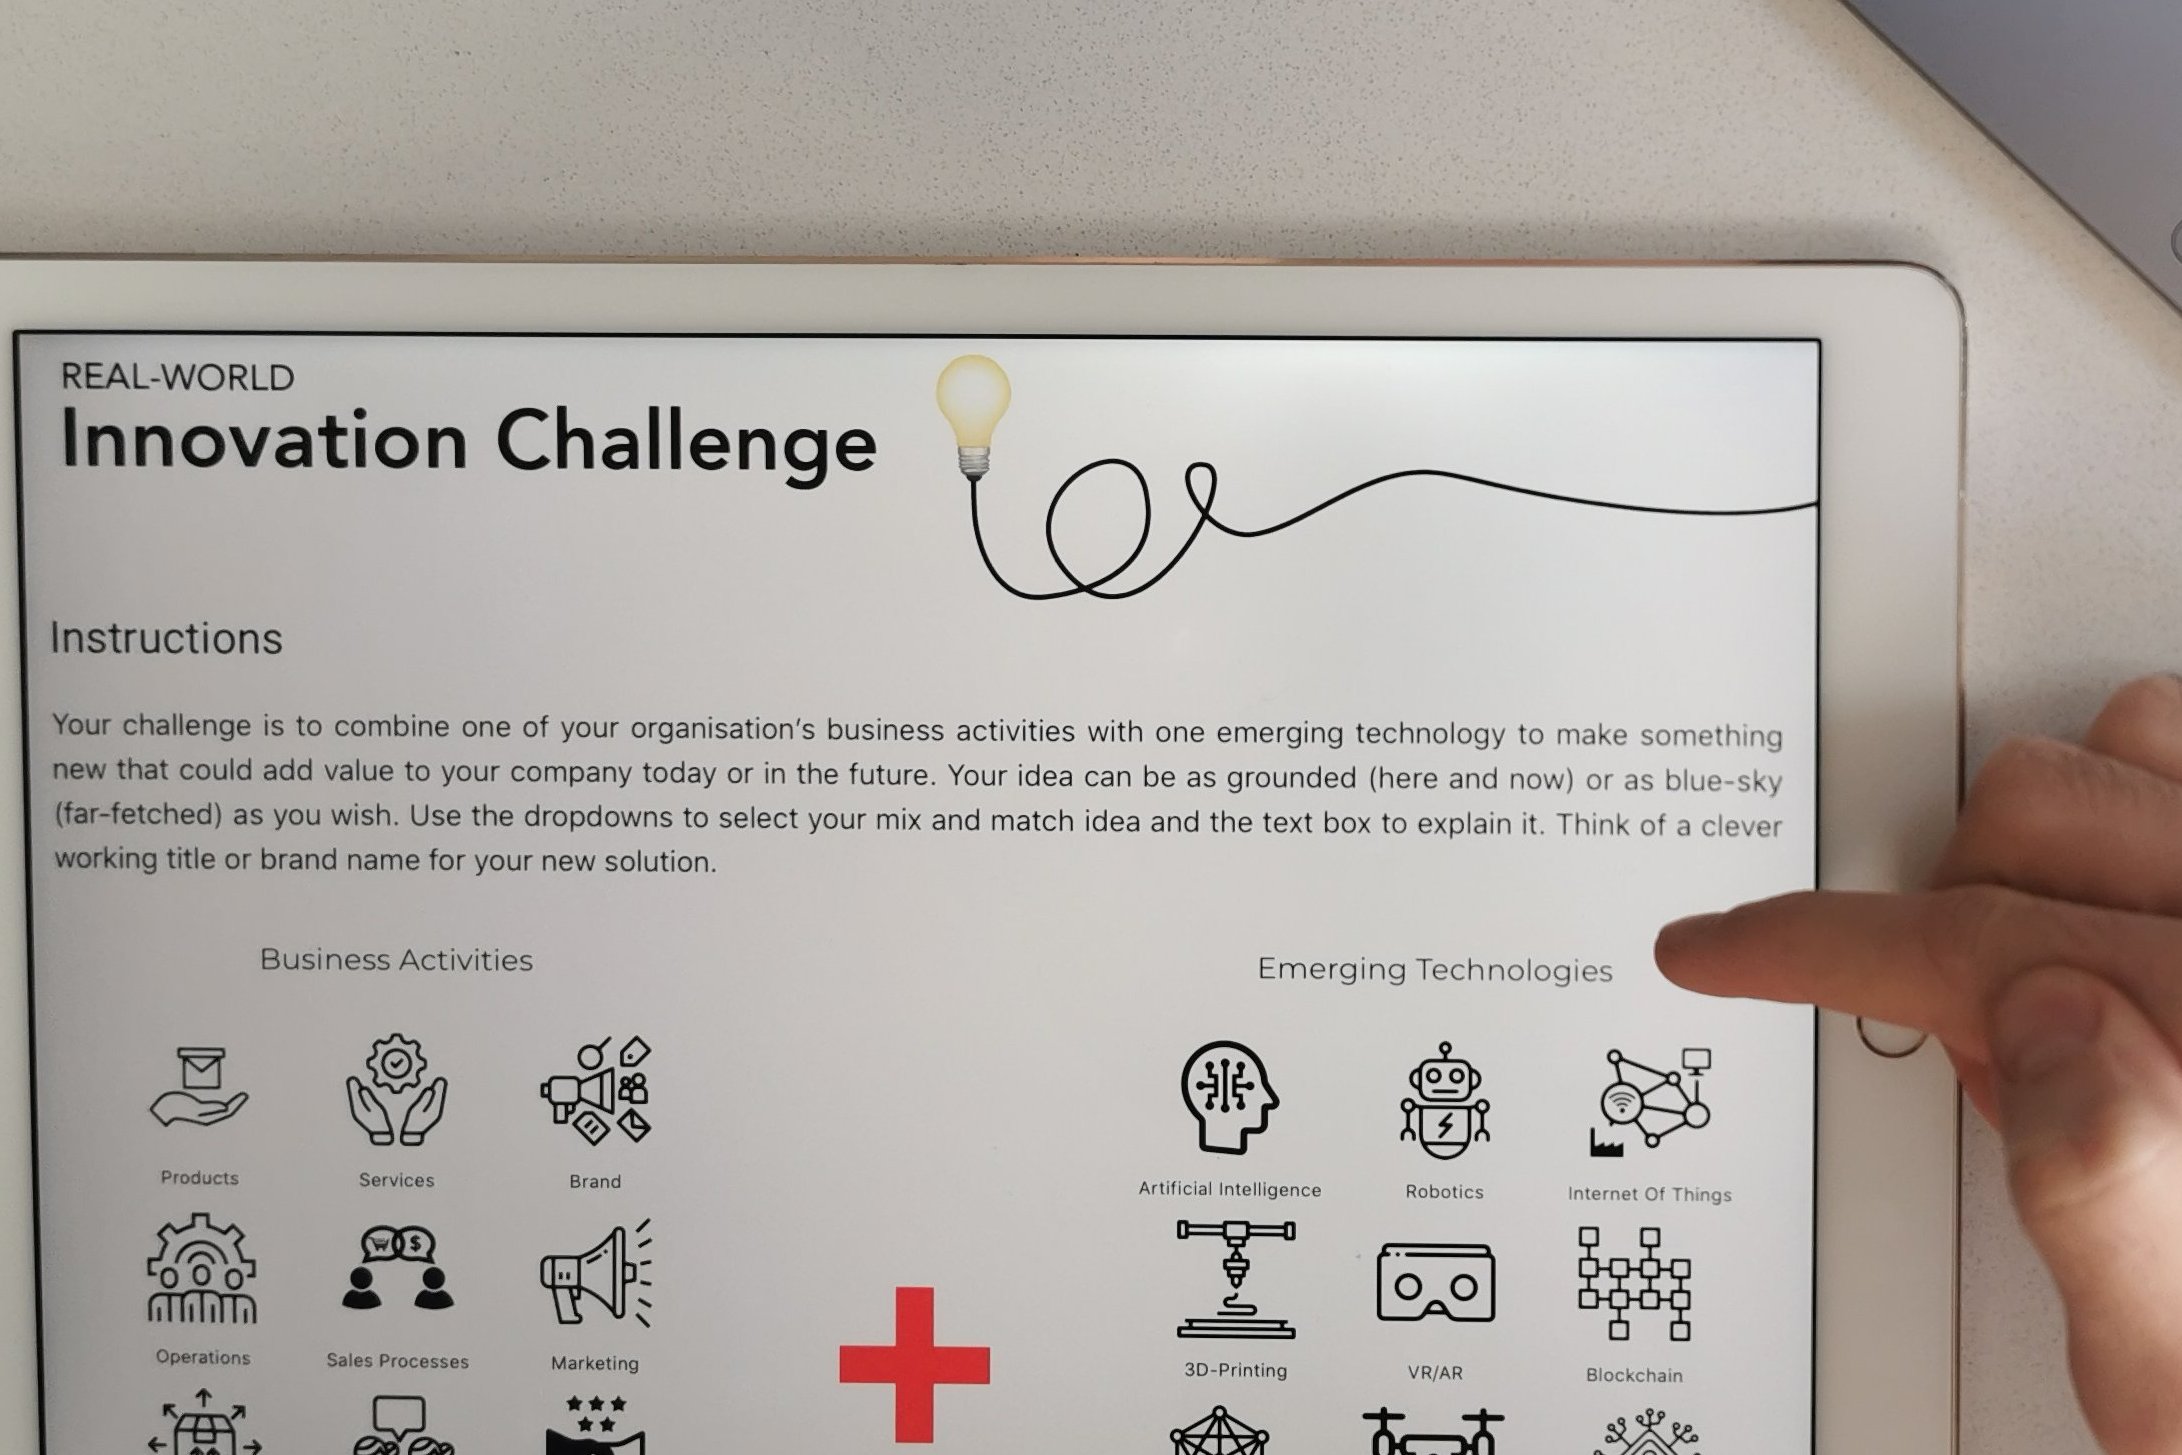 REAL-WORLD
Innovation Challenge
Instructions
Your challenge is to combine one of your organisation's business activities with one emerging technology to make something
new that could add value to your company today or in the future. Your idea can be as grounded (here and now) or as blue-sky
(far-fetched) as you wish. Use the dropdowns to select your mix and match idea and the text box to explain it. Think of a clever
working title or brand name for your new solution.
Business Activities
Emerging Technologies
Products
Services
Brand
Artificial Intelligence
Robotics
Internet Of Things
Operations
Sales Processes
Marketing
3D-Printing
VR/AR
Blockchain